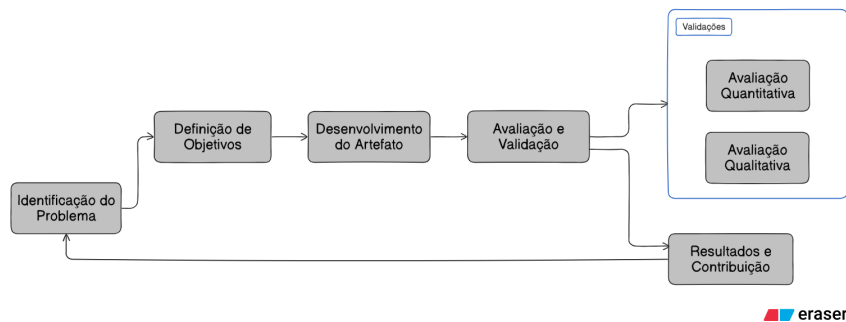 Validações
Avaliação
Quantitativa
Definição de
Objetivos
Desenvolvimento
do Artefato
Avaliação e
Validação
Avaliação
Qualitativa
Identificação do
Problema
Resultados e
Contribuição
eraser